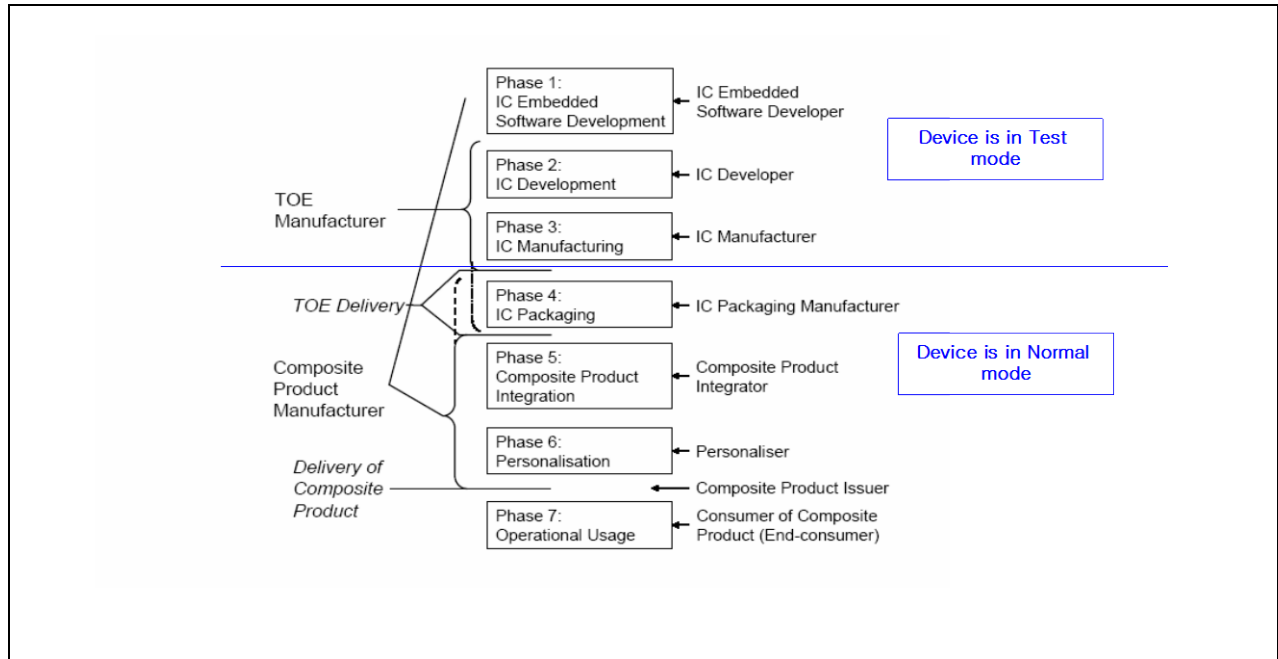 Phase 1:
IC Embedded
Software Development
IC Embedded
Software Developer
Device is in Test
mode
Phase 2:
IC Development
IC Developer
TOE
Manufacturer
Phase 3:
IC Manufacturing
IC Manufacturer
TOE Delivery
Phase 4:
IC Packaging
IC Packaging Manufacturer
Device is in Normal
mode
Composite
Product
Manufacturer
Phase 5:
Composite Product
Integration
Composite Product
Integrator
Phase 6:
Personalisation
Personaliser
Delivery of
Composite
Product
Composite Product Issuer
Phase 7:
Operational Usage
Consumer of Composite
Product (End-consumer)